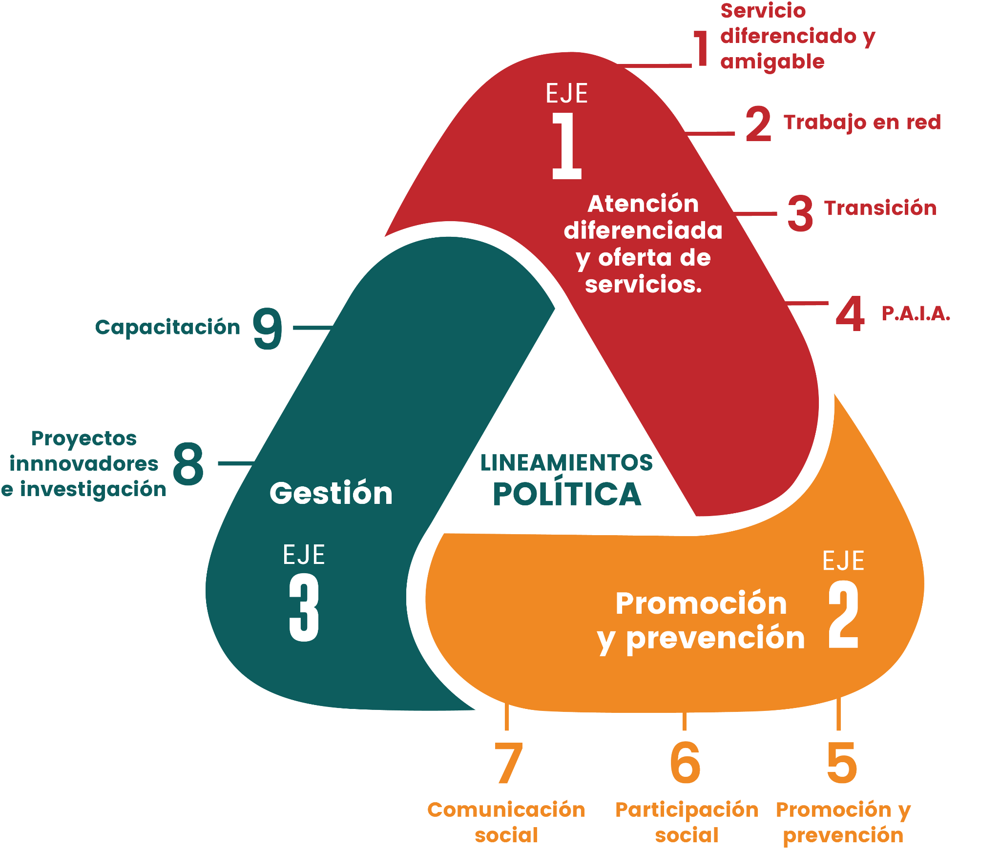 Servicio
diferenciado y
amigable
1
EJE
1
2 Trabajo en red
Atención
diferenciada
y oferta de
servicios.
3 Transición
4 P.A.I.A.
Capacitación 9
Proyectos
innnovadores
e investigación
8
Gestión
EJE
3
LINEAMIENTOS
POLÍTICA
EJE
2
Promoción
y prevención
7
Comunicación
social
6
Participación
social
5
Promoción y
prevención